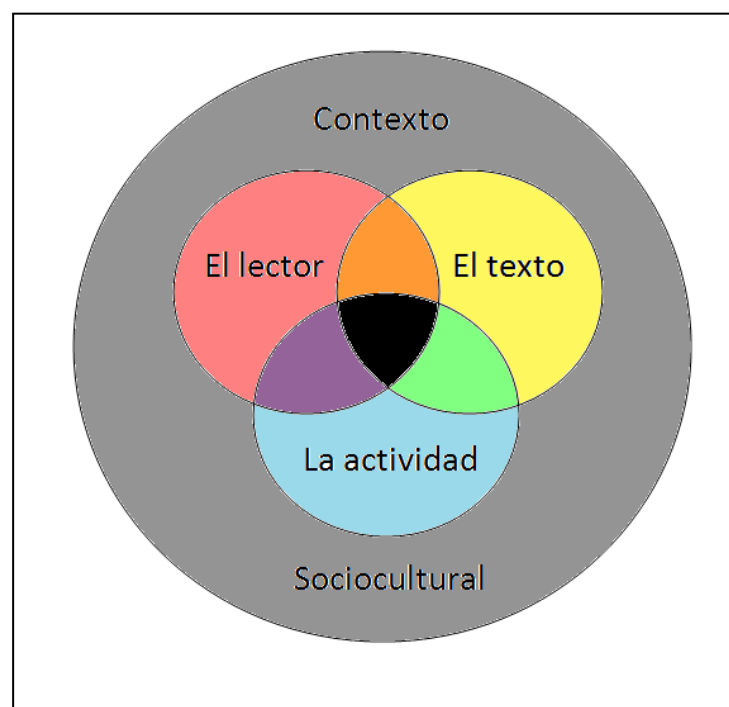 Contexto
El lector
El texto
La actividad
Sociocultural